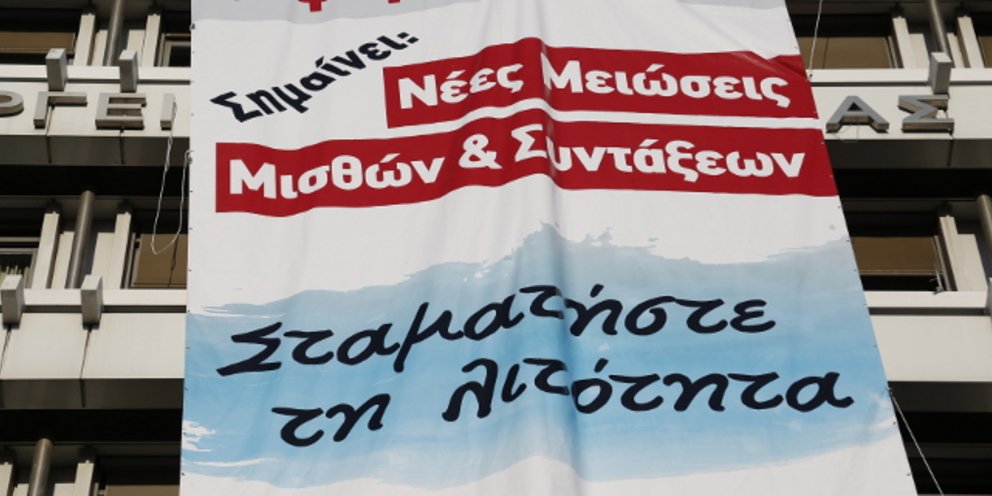 Σημαίνει:
Νέες Μειώσεις
Μισθών & Συντάξεων
Σταματήστε
τη λιτότητα